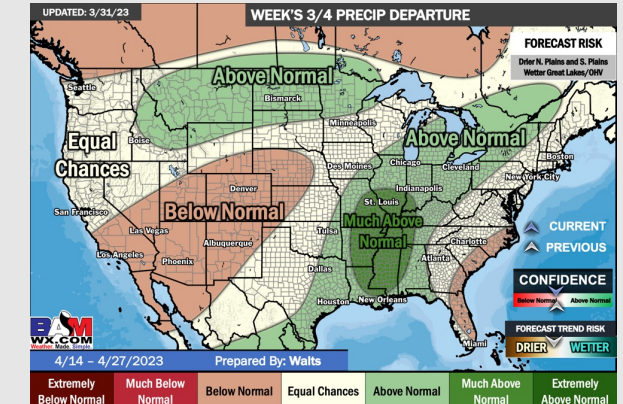 UPDATED: 3/31/23
WEEK'S 3/4 PRECIP DEPARTURE
FORECAST RISK
Drier N. Plains and S. Plains
Wetter Great Lakes/OHV
Above Normal
Seattle
Bismarck
Minneapolis
Equal
Chances
Boise
Above Normal
Boston
Des Moines
Chicago
Cleveland
New York City
Denver
Indianapolis
St. Louis
San Francisco
Below Normal
Much Above
Normal
CURRENT
Las Vegas
Tulsa
Charlotte
PREVIOUS
Albuquerque
Los Angeles
Phoenix
Atlanta
Dallas
CONFIDENCE
Below Normal
Above Normal
Houston
New Orleans
BAM
WX.COM
Weather. Made. Simple.
FORECAST TREND RISK
DRIER
WETTER
Miami
4/14 – 4/27/2023
Prepared By: Walts
Extremely
Below Normal
Much Below
Normal
Below Normal
Equal Chances
Above Normal
Much Above
Normal
Extremely
Above Normal